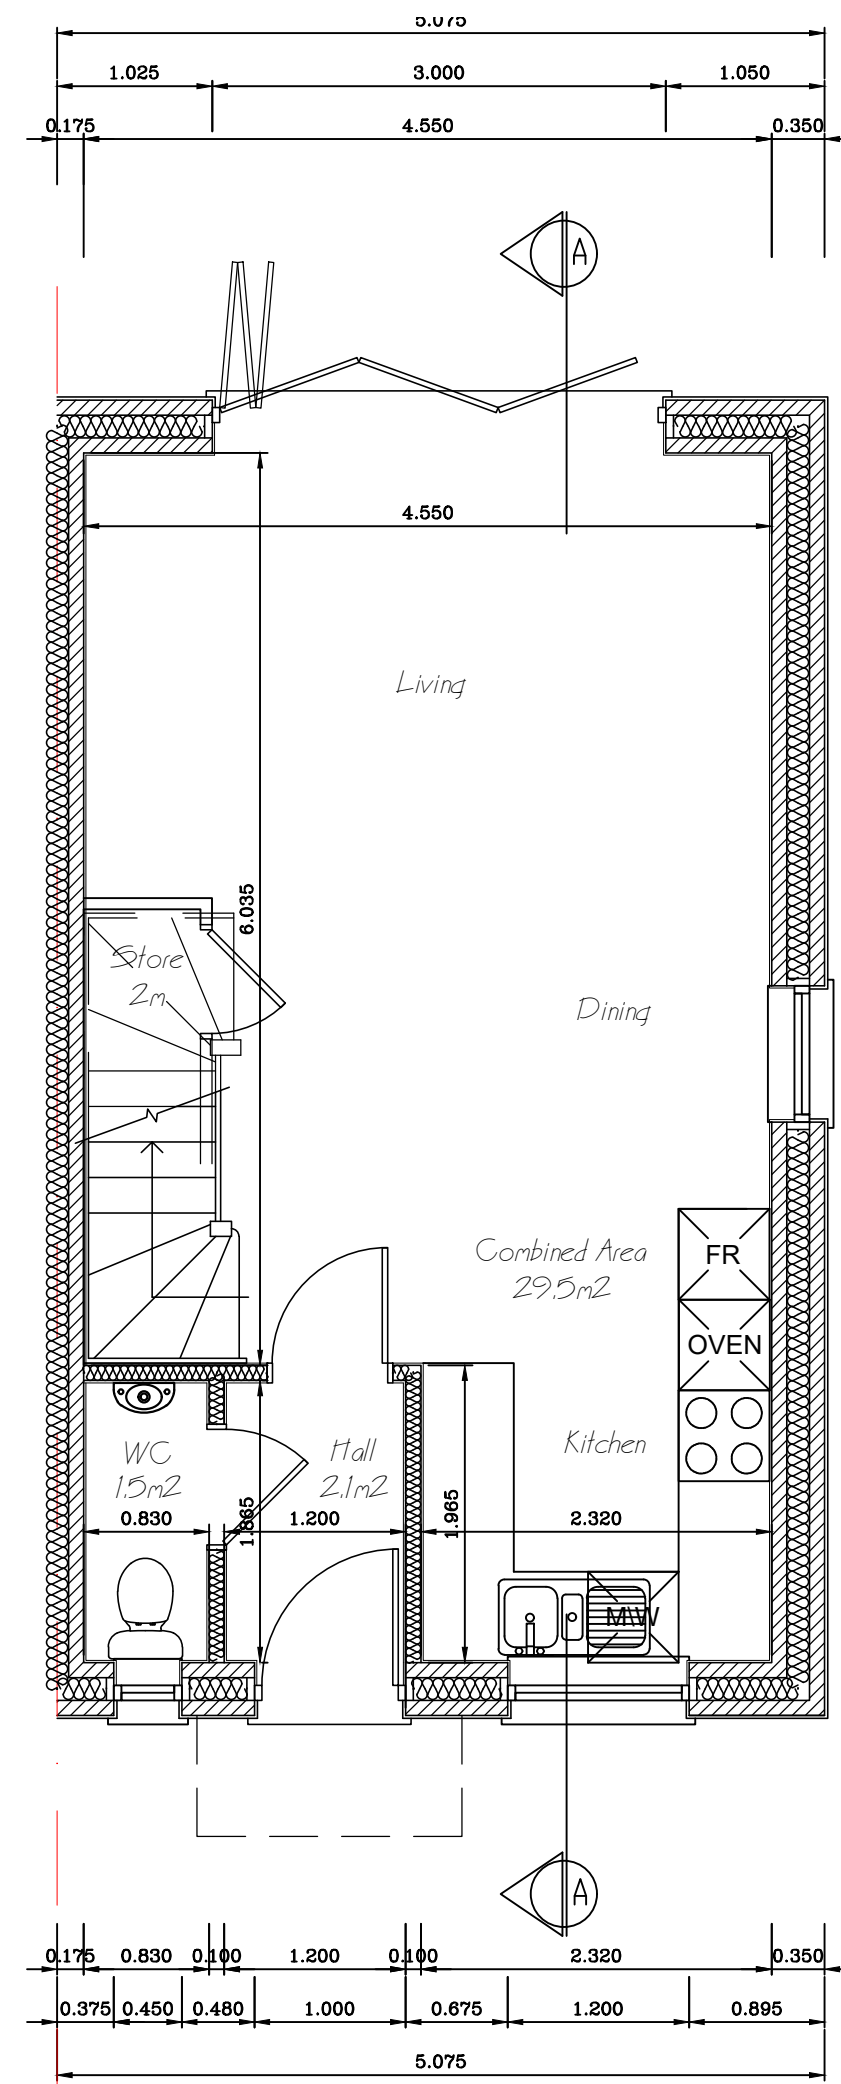 5.075
1.025 3.000 1.050
0.175 4.550 0.350
A
4.550
Living
6.035
Store
2m
Dining
Combined Area
29.5m2
FR
OVEN
Kitchen
WC
1.5m2
Hall
2.1m2
0.830 1.865 1.200 1.965 2.320
M\W
A
0.175 0.830 0.100 1.200 0.100 2.320 0.350
0.375 0.450 0.480 1.000 0.675 1.200 0.895
5.075